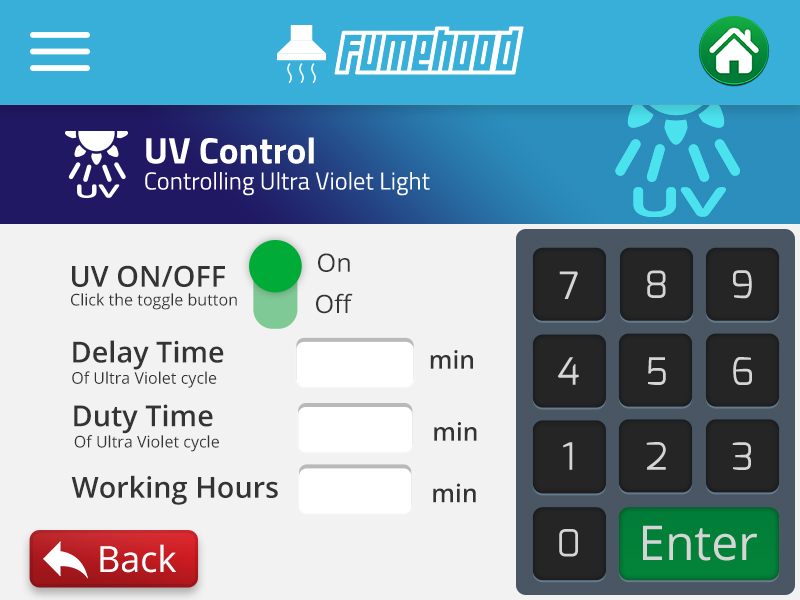 Fumehood
UV Control
Controlling Ultra Violet Light
UV
UV
UV ON/OFF
Click the toggle button
On
Off
Delay Time
Of Ultra Violet cycle
min
Duty Time
Of Ultra Violet cycle
min
Working Hours
min
Back
7 8 9
4 5 6
1 2 3
0 Enter